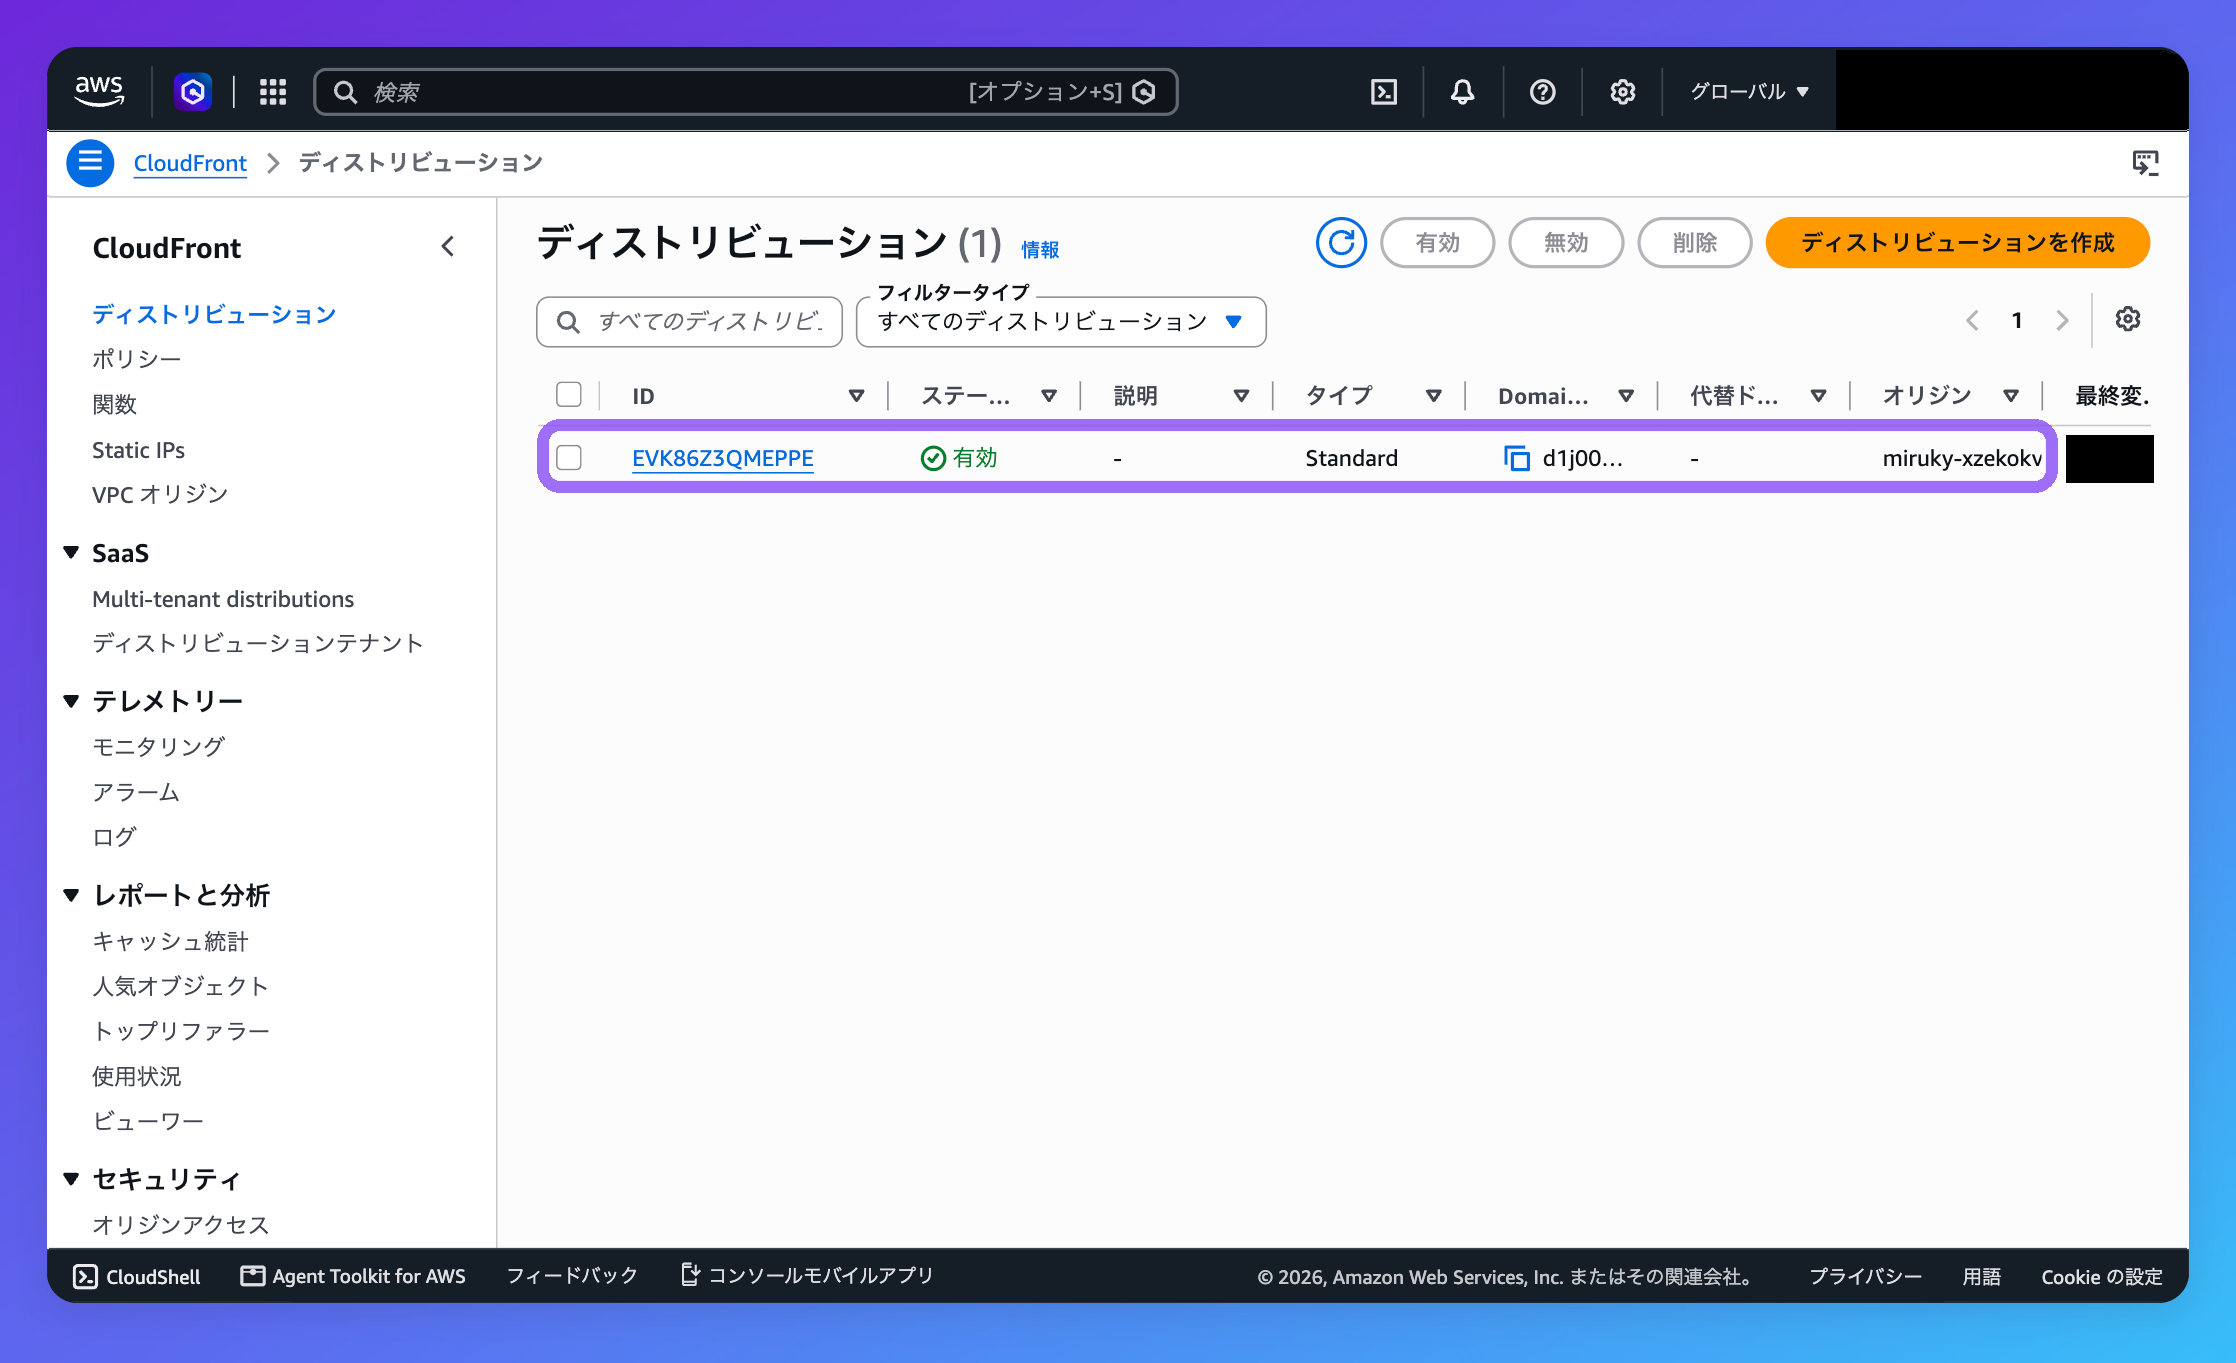 aws
検索
[オプション+S]
グローバル
CloudFront
ディストリビューション
CloudFront
ディストリビューション
ポリシー
関数
Static IPs
VPC オリジン
SaaS
Multi-tenant distributions
ディストリビューションテナント
テレメトリー
モニタリング
アラーム
ログ
レポートと分析
キャッシュ統計
人気オブジェクト
トップリファラー
使用状況
ビューワー
セキュリティ
オリジンアクセス
ディストリビューション (1) 情報
有効
無効
削除
ディストリビューションを作成
すべてのディストリビ
フィルタータイプ
すべてのディストリビューション
1
ID ステー... 説明 タイプ Domai... 代替ド... オリジン 最終変.
EVK86Z3QMEPPE 有効 - Standard d1j00... - miruky-xzekokv
CloudShell
Agent Toolkit for AWS
フィードバック
コンソールモバイルアプリ
© 2026, Amazon Web Services, Inc. またはその関連会社。
プライバシー
用語
Cookie の設定